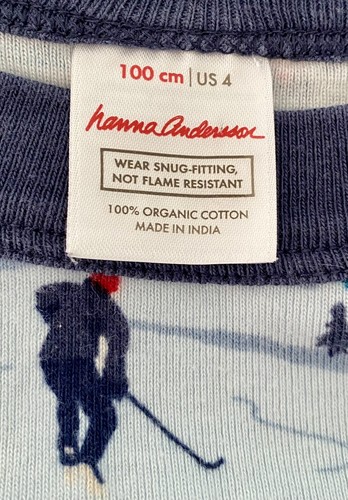 100 cm | US 4
hanna andersson
WEAR SNUG-FITTING,
NOT FLAME RESISTANT
100% ORGANIC COTTON
MADE IN INDIA